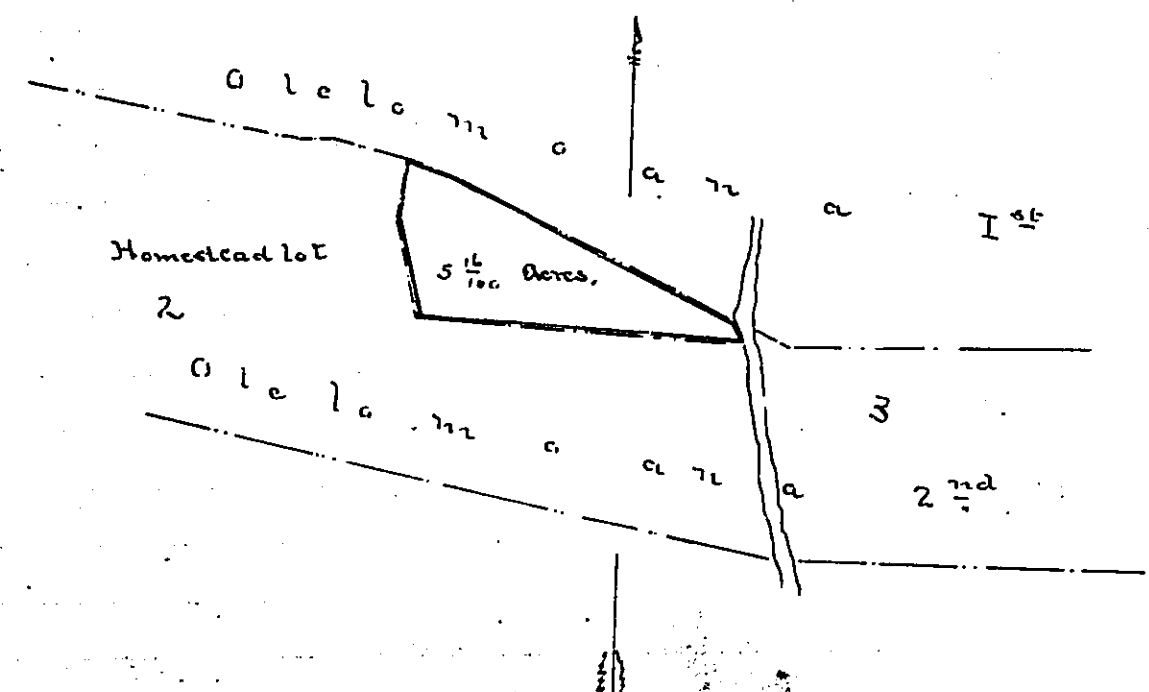 Olelomoana 1st
Homestead lot
2
5 16/100 Acres.
Olelomoana 2nd
3